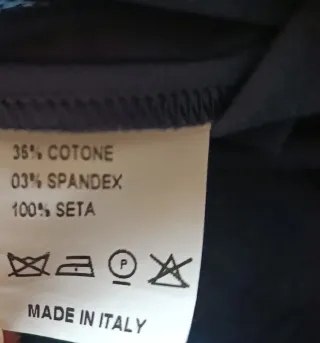 35% COTONE
03% SPANDEX
100% SETA
P
MADE IN ITALY